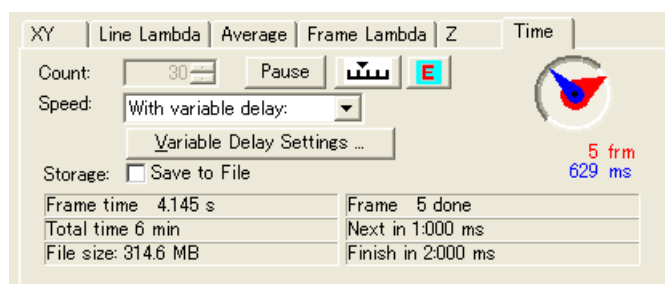 XY Line Lambda Average Frame Lambda Z Time
Count: 30 Pause E
Speed: With variable delay:
Variable Delay Settings ...
5 frm
Storage: Save to File 629 ms
Frame time 4.145 s Frame 5 done
Total time 6 min Next in 1:000 ms
File size: 314.6 MB Finish in 2:000 ms